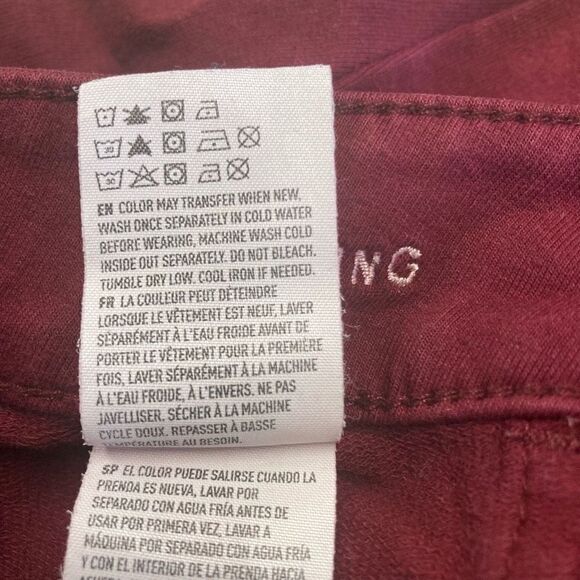 30
30
EN COLOR MAY TRANSFER WHEN NEW,
WASH ONCE SEPARATELY IN COLD WATER
BEFORE WEARING, MACHINE WASH COLD
INSIDE OUT SEPARATELY. DO NOT BLEACH.
TUMBLE DRY LOW. COOL IRON IF NEEDED.
FR LA COULEUR PEUT DÉTEINDRE
LORSQUE LE VÊTEMENT EST NEUF, LAVER
SÉPARÉMENT À L'EAU FROIDE AVANT DE
PORTER LE VÊTEMENT POUR LA PREMIÈRE
FOIS, LAVER SÉPARÉMENT À LA MACHINE
À L'EAU FROIDE, À L'ENVERS. NE PAS
JAVELLISER. SÉCHER À LA MACHINE
CYCLE DOUX. REPASSER À BASSE
TEMPÉRATURE AU BESOIN.
NG
SP EL COLOR PUEDE SALIRSE CUANDO LA
PRENDA ES NUEVA, LAVAR POR
SEPARADO CON AGUA FRÍA ANTES DE
USAR POR PRIMERA VEZ, LAVAR A
MÁQUINA POR SEPARADO CON AGUA FRÍA
Y CON EL INTERIOR DE LA PRENDA HACIA